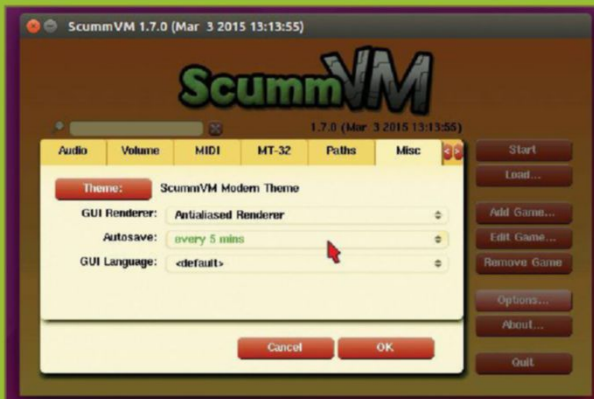 ScummVM 1.7.0 (Mar 3 2015 13:13:55)
ScummVM
1.7.0 (Mar 3 2015 13:13:55)
Audio Volume MIDI MT-32 Paths Misc
Theme: ScummVM Modern Theme
GUI Renderer: Antialiased Renderer
Autosave: every 5 mins
GUI Language: <default>
Cancel OK
Start
Load...
Add Game...
Edit Game...
Remove Game
Options...
About...
Quit